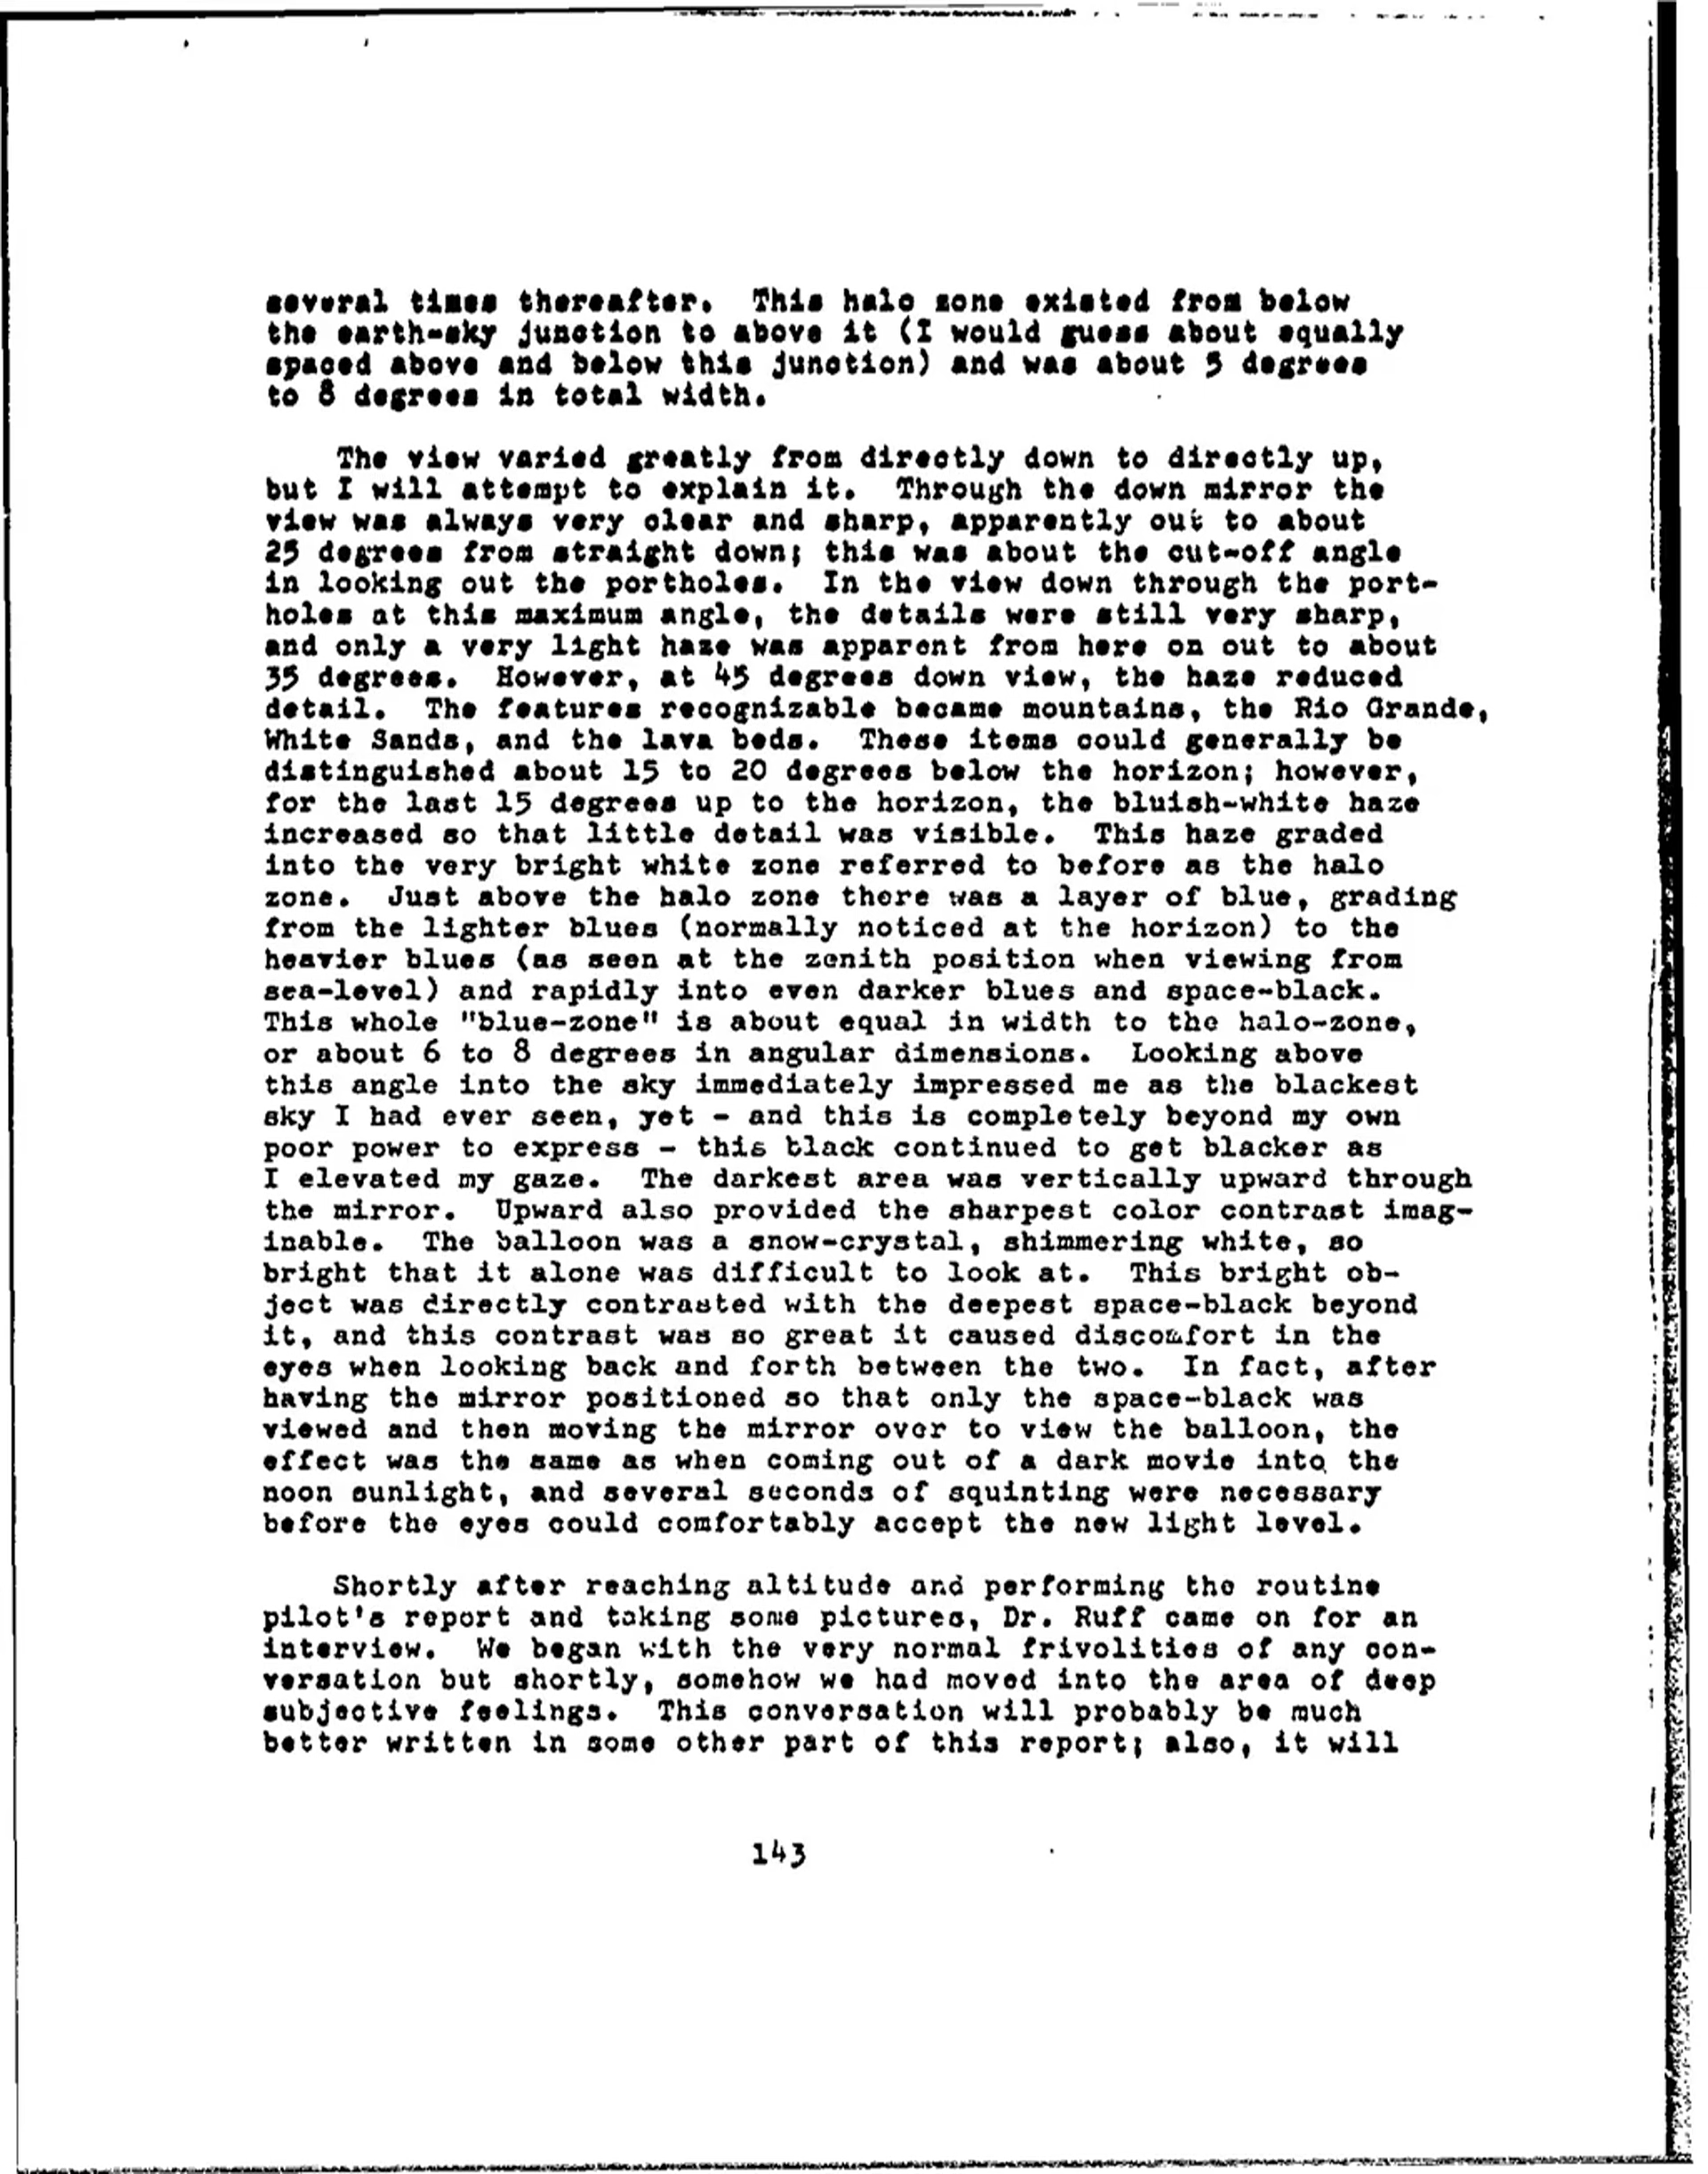 several times thereafter. This halo zone existed from below
the earth-sky junction to above it (I would guess about equally
spaced above and below this junction) and was about 5 degrees
to 8 degrees in total width.
The view varied greatly from directly down to directly up,
but I will attempt to explain it. Through the down mirror the
view was always very clear and sharp, apparently out to about
25 degrees from straight down; this was about the cut-off angle
in looking out the portholes. In the view down through the port-
holes at this maximum angle, the details were still very sharp,
and only a very light haze was apparent from here on out to about
35 degrees. However, at 45 degrees down view, the haze reduced
detail. The features recognizable became mountains, the Rio Grande,
White Sands, and the lava beds. These items could generally be
distinguished about 15 to 20 degrees below the horizon; however,
for the last 15 degrees up to the horizon, the bluish-white haze
increased so that little detail was visible. This haze graded
into the very bright white zone referred to before as the halo
zone. Just above the halo zone there was a layer of blue, grading
from the lighter blues (normally noticed at the horizon) to the
heavier blues (as seen at the zenith position when viewing from
sea-level) and rapidly into even darker blues and space-black.
This whole "blue-zone" is about equal in width to the halo-zone,
or about 6 to 8 degrees in angular dimensions. Looking above
this angle into the sky immediately impressed me as the blackest
sky I had ever seen, yet - and this is completely beyond my own
poor power to express - this black continued to get blacker as
I elevated my gaze. The darkest area was vertically upward through
the mirror. Upward also provided the sharpest color contrast imag-
inable. The balloon was a snow-crystal, shimmering white, so
bright that it alone was difficult to look at. This bright ob-
ject was directly contrasted with the deepest space-black beyond
it, and this contrast was so great it caused discomfort in the
eyes when looking back and forth between the two. In fact, after
having the mirror positioned so that only the space-black was
viewed and then moving the mirror over to view the balloon, the
effect was the same as when coming out of a dark movie into the
noon sunlight, and several seconds of squinting were necessary
before the eyes could comfortably accept the new light level.
Shortly after reaching altitude and performing the routine
pilot's report and taking some pictures, Dr. Ruff came on for an
interview. We began with the very normal frivolities of any con-
versation but shortly, somehow we had moved into the area of deep
subjective feelings. This conversation will probably be much
better written in some other part of this report; also, it will
143